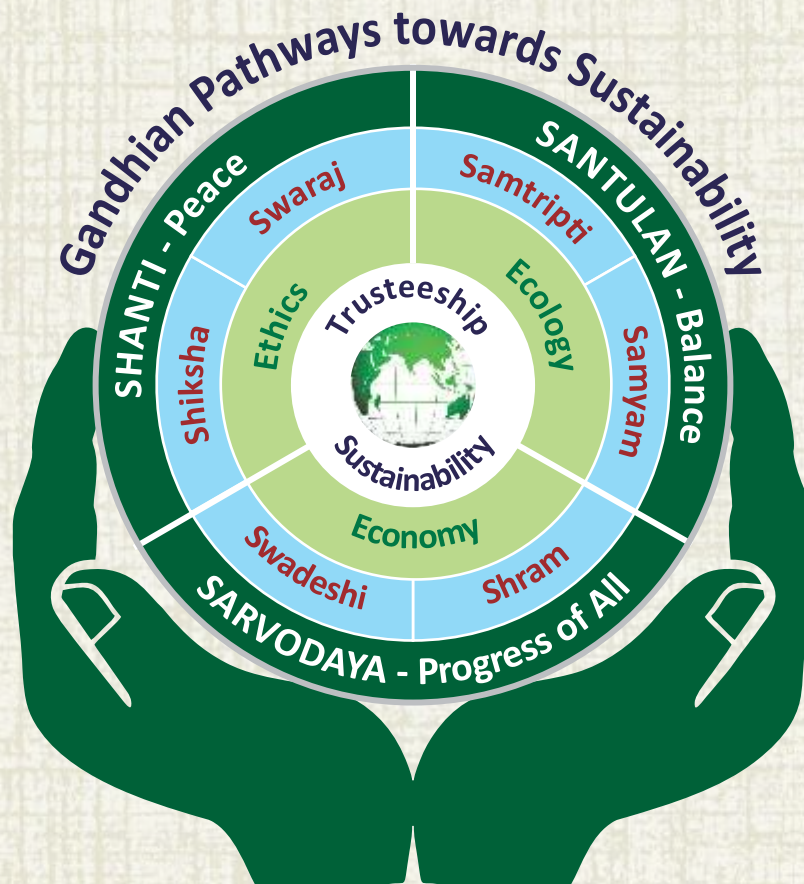 Gandhian Pathways towards Sustainability
SHANTI - Peace
SANTULAN - Balance
SARVODAYA - Progress of All
Swaraj
Samtripti
Shiksha
Samyam
Swadeshi
Shram
Ethics
Ecology
Economy
Trusteeship
Sustainability